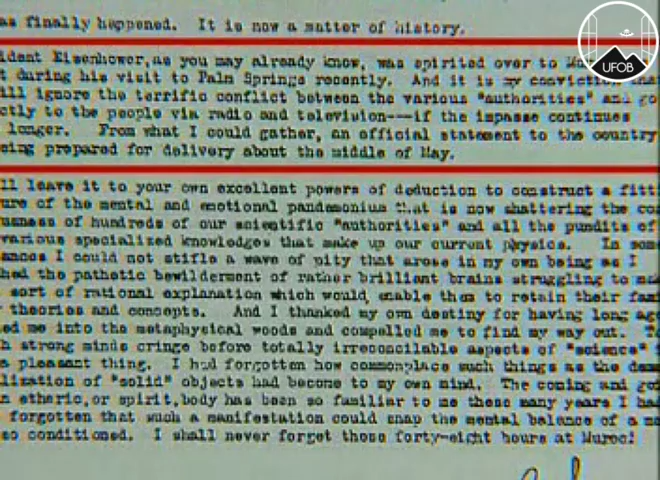 as finally happened. It is now a matter of history.
UFOB
ident Eisenhower, as you may already know, was spirited over to Mu
t during his visit to Palm Springs recently. And it is my conviction that
ill ignore the terrific conflict between the various "authorities" and go
ctly to the people via radio and television---if the impasse continues
longer. From what I could gather, an official statement to the country
eing prepared for delivery about the middle of May.
ll leave it to your own excellent powers of deduction to construct a fitti
ure of the mental and emotional pandemonium that is now shattering the co
usness of hundreds of our scientific "authorities" and all the pundits of
various specialized knowledges that make up our current physics. In some
ances I could not stifle a wave of pity that arose in my own being as I
hed the pathetic bewilderment of rather brilliant brains struggling to
sort of rational explanation which would enable them to retain their fam
theories and concepts. And I thanked my own destiny for having long ago
ed me into the metaphysical woods and compelled me to find my way out. T
h strong minds cringe before totally irreconcilable aspects of "science"
a pleasant thing. I had forgotten how commonplace such things as the dem
lization of "solid" objects had become to my own mind. The coming and go
n etheric, or spirit, body has been so familiar to me these many years I had
forgotten that such a manifestation could snap the mental balance of a m
so conditioned. I shall never forget those forty-eight hours at Muroc!